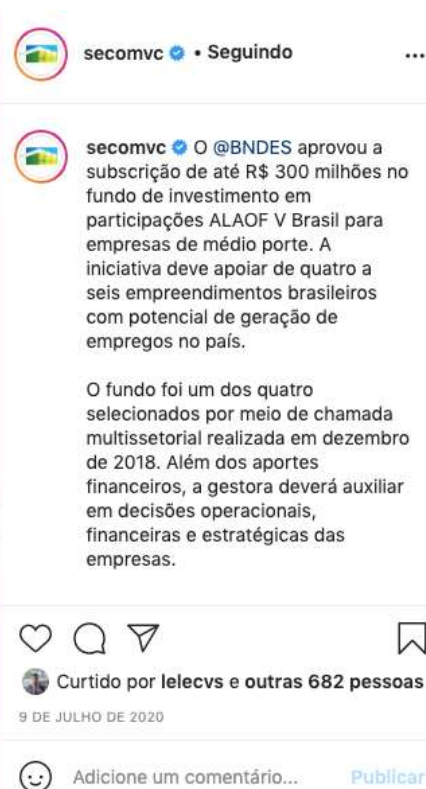 secomvc • Seguindo
...
secomvc O @BNDES aprovou a
subscrição de até R$ 300 milhões no
fundo de investimento em
participações ALAOF V Brasil para
empresas de médio porte. A
iniciativa deve apoiar de quatro a
seis empreendimentos brasileiros
com potencial de geração de
empregos no país.
O fundo foi um dos quatro
selecionados por meio de chamada
multissetorial realizada em dezembro
de 2018. Além dos aportes
financeiros, a gestora deverá auxiliar
em decisões operacionais,
financeiras e estratégicas das
empresas.
Curtido por lelecvs e outras 682 pessoas
9 DE JULHO DE 2020
Adicione um comentário... Publicar